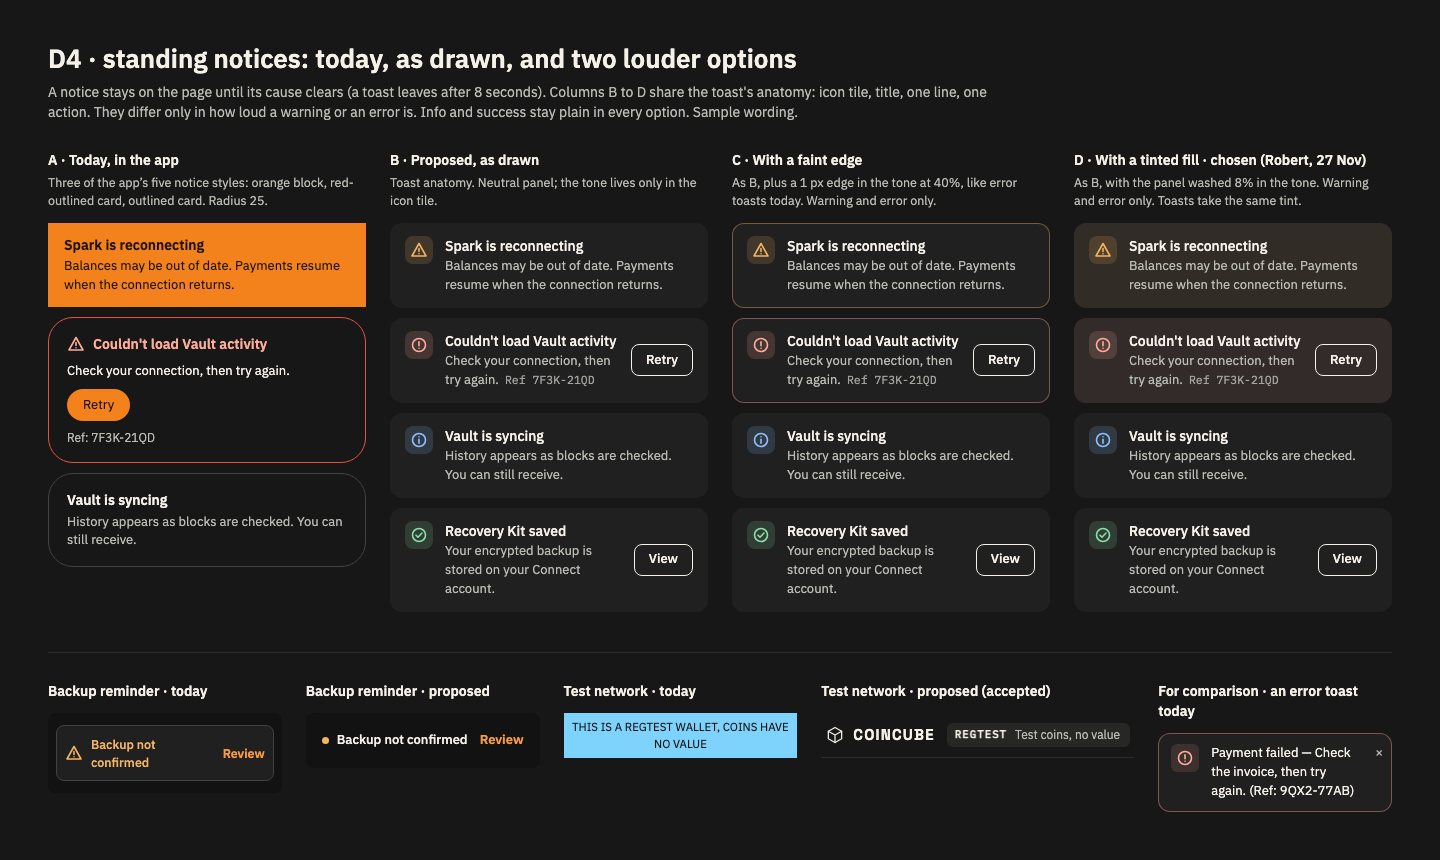 D4 · standing notices: today, as drawn, and two louder options
A notice stays on the page until its cause clears (a toast leaves after 8 seconds). Columns B to D share the toast's anatomy: icon tile, title, one line, one
action. They differ only in how loud a warning or an error is. Info and success stay plain in every option. Sample wording.
A · Today, in the app
Three of the app’s five notice styles: orange block, red-
outlined card, outlined card. Radius 25.
Spark is reconnecting
Balances may be out of date. Payments resume
when the connection returns.
Couldn't load Vault activity
Check your connection, then try again.
Retry
Ref: 7F3K-21QD
Vault is syncing
History appears as blocks are checked. You can
still receive.
B · Proposed, as drawn
Toast anatomy. Neutral panel; the tone lives only in the
icon tile.
Spark is reconnecting
Balances may be out of date. Payments
resume when the connection returns.
Couldn't load Vault activity
Check your connection, then
try again. Ref 7F3K-21QD
Retry
Vault is syncing
History appears as blocks are checked.
You can still receive.
Recovery Kit saved
Your encrypted backup is
stored on your Connect
account.
View
C · With a faint edge
As B, plus a 1 px edge in the tone at 40%, like error
toasts today. Warning and error only.
Spark is reconnecting
Balances may be out of date. Payments
resume when the connection returns.
Couldn't load Vault activity
Check your connection, then
try again. Ref 7F3K-21QD
Retry
Vault is syncing
History appears as blocks are checked.
You can still receive.
Recovery Kit saved
Your encrypted backup is
stored on your Connect
account.
View
D · With a tinted fill · chosen (Robert, 27 Nov)
As B, with the panel washed 8% in the tone. Warning
and error only. Toasts take the same tint.
Spark is reconnecting
Balances may be out of date. Payments
resume when the connection returns.
Couldn't load Vault activity
Check your connection, then
try again. Ref 7F3K-21QD
Retry
Vault is syncing
History appears as blocks are checked.
You can still receive.
Recovery Kit saved
Your encrypted backup is
stored on your Connect
account.
View
Backup reminder · today
Backup not
confirmed
Review
Backup reminder · proposed
Backup not confirmed Review
Test network · today
THIS IS A REGTEST WALLET, COINS HAVE
NO VALUE
Test network · proposed (accepted)
COINCUBE REGTEST Test coins, no value
For comparison · an error toast
today
Payment failed — Check ×
the invoice, then try
again. (Ref: 9QX2-77AB)